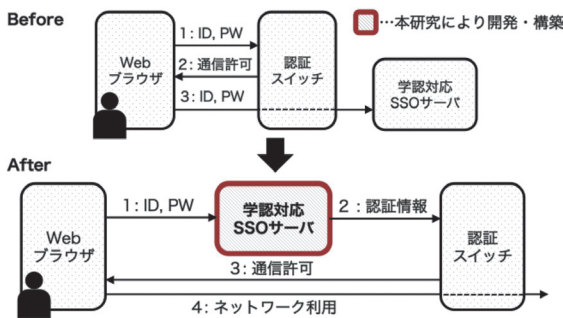 Before
…本研究により開発・構築
Web
ブラウザ
1: ID, PW
2: 通信許可
3: ID, PW
認証
スイッチ
学認対応
SSOサーバ
After
Web
ブラウザ
1: ID, PW
学認対応
SSOサーバ
2: 認証情報
認証
スイッチ
3: 通信許可
4: ネットワーク利用